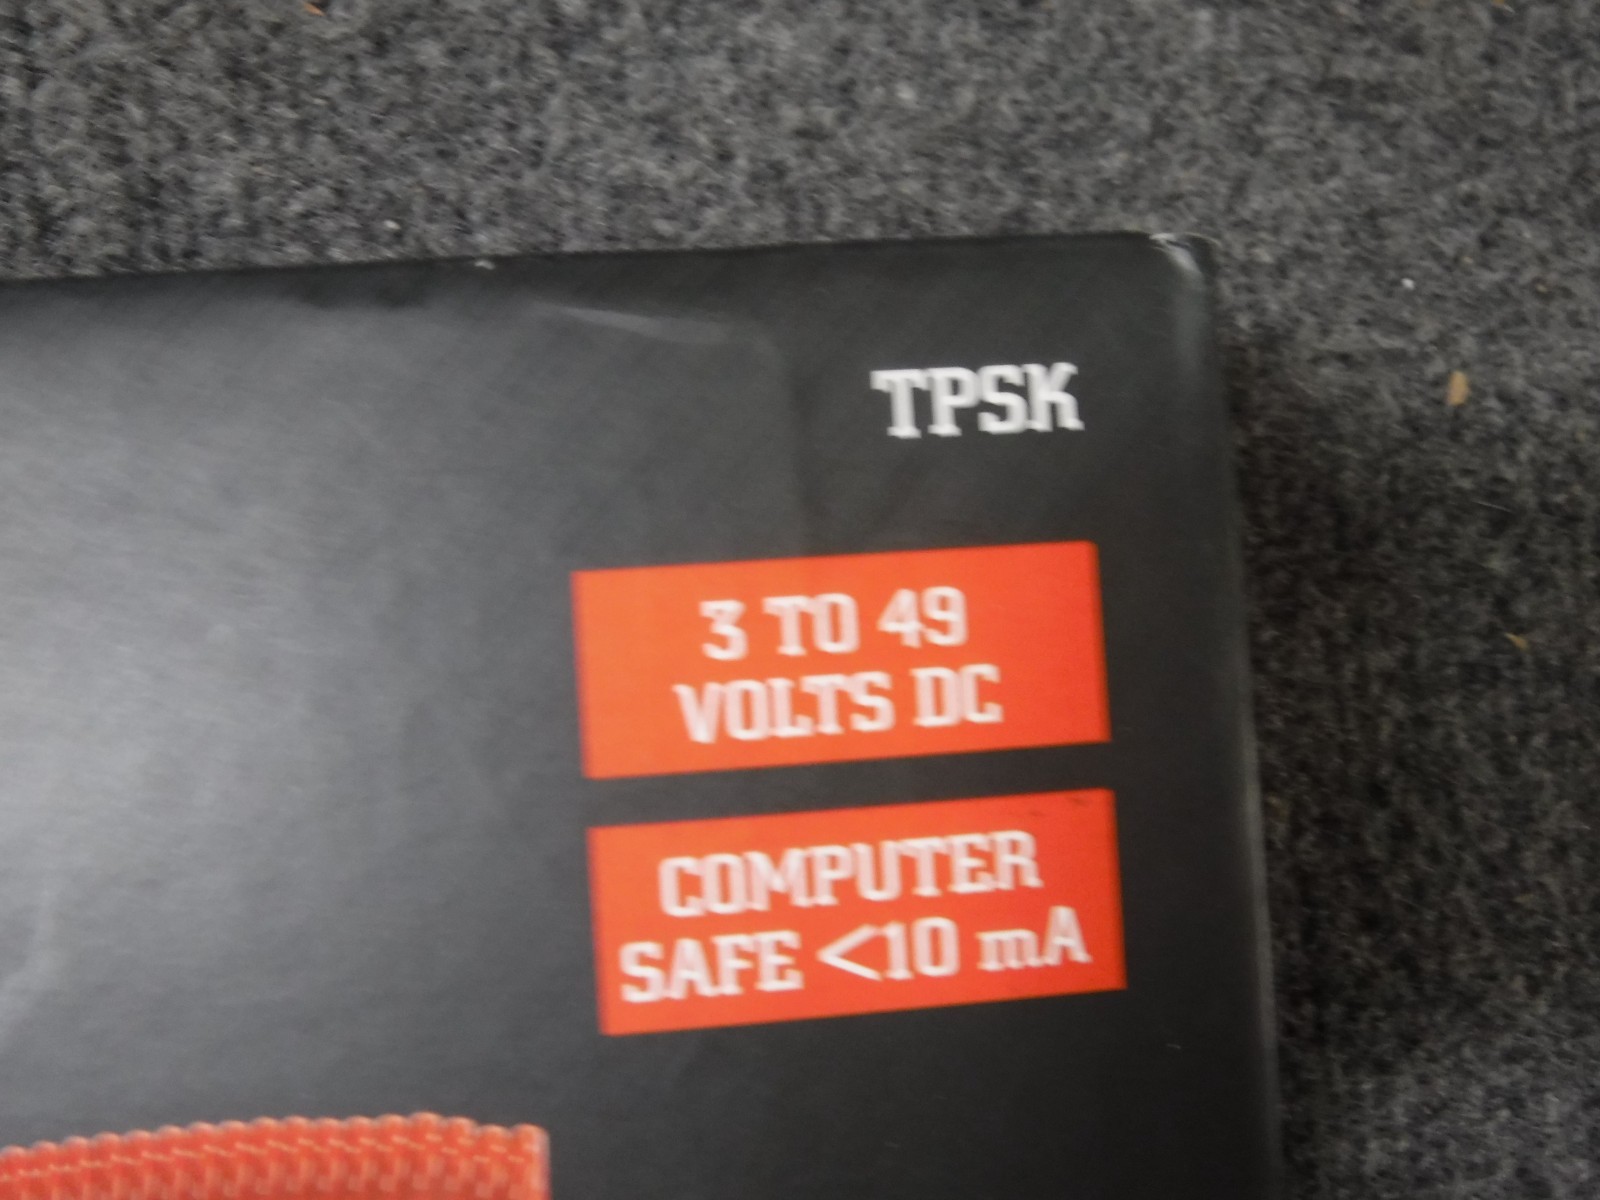 TPSK
3 TO 49
VOLTS DC
COMPUTER
SAFE <10 mA